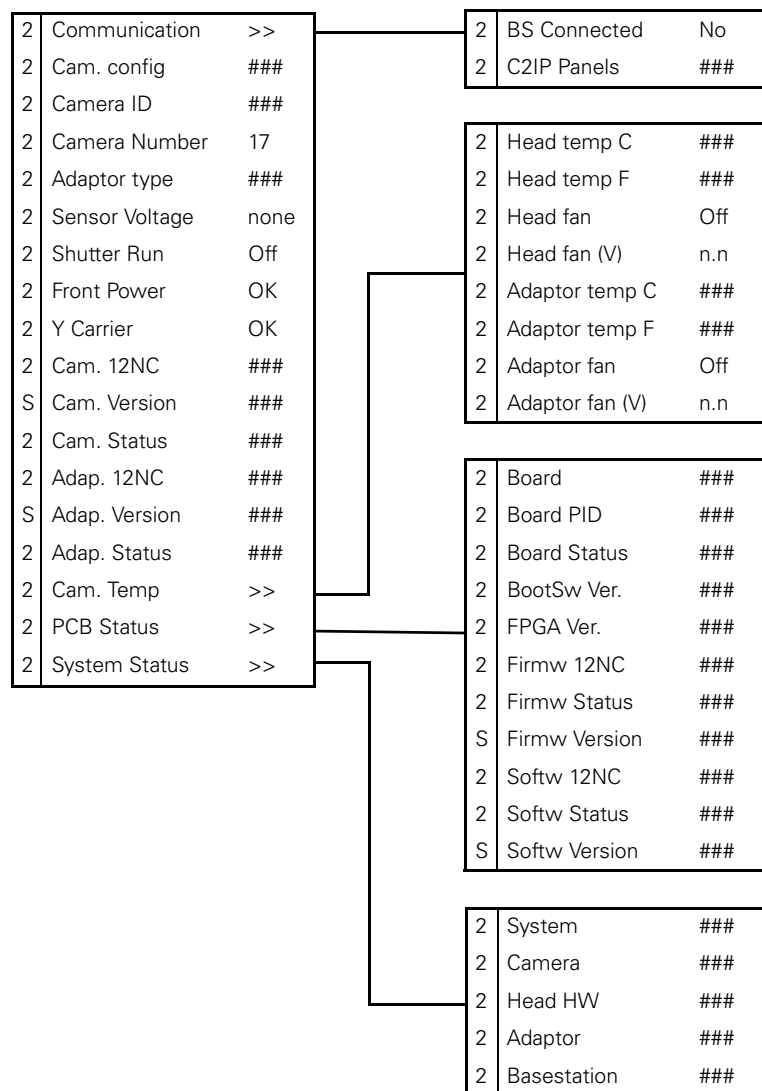 2 Communication >>
2 Cam. config ###
2 Camera ID ###
2 Camera Number 17
2 Adaptor type ###
2 Sensor Voltage none
2 Shutter Run Off
2 Front Power OK
2 Y Carrier OK
2 Cam. 12NC ###
S Cam. Version ###
2 Cam. Status ###
2 Adap. 12NC ###
S Adap. Version ###
2 Adap. Status ###
2 Cam. Temp >>
2 PCB Status >>
2 System Status >>
2 BS Connected No
2 C2IP Panels ###
2 Head temp C ###
2 Head temp F ###
2 Head fan Off
2 Head fan (V) n.n
2 Adaptor temp C ###
2 Adaptor temp F ###
2 Adaptor fan Off
2 Adaptor fan (V) n.n
2 Board ###
2 Board PID ###
2 Board Status ###
2 BootSw Ver. ###
2 FPGA Ver. ###
2 Firmw 12NC ###
2 Firmw Status ###
S Firmw Version ###
2 Softw 12NC ###
2 Softw Status ###
S Softw Version ###
2 System ###
2 Camera ###
2 Head HW ###
2 Adaptor ###
2 Basestation ###